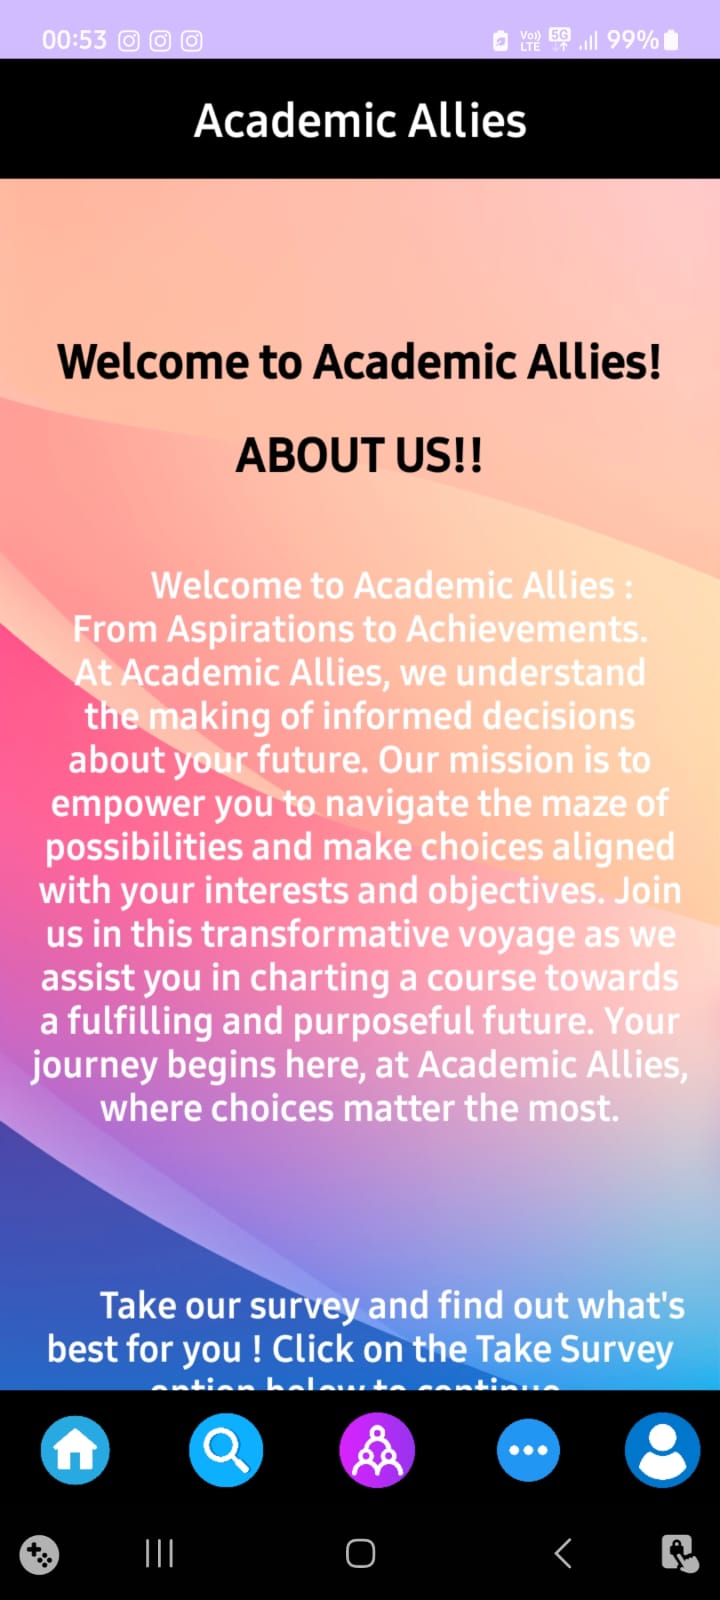 00:53
Vo)) LTE 5G 99%
Academic Allies
Welcome to Academic Allies!
ABOUT US!!
Welcome to Academic Allies :
From Aspirations to Achievements.
At Academic Allies, we understand
the making of informed decisions
about your future. Our mission is to
empower you to navigate the maze of
possibilities and make choices aligned
with your interests and objectives. Join
us in this transformative voyage as we
assist you in charting a course towards
a fulfilling and purposeful future. Your
journey begins here, at Academic Allies,
where choices matter the most.
Take our survey and find out what's
best for you ! Click on the Take Survey
option below to continue